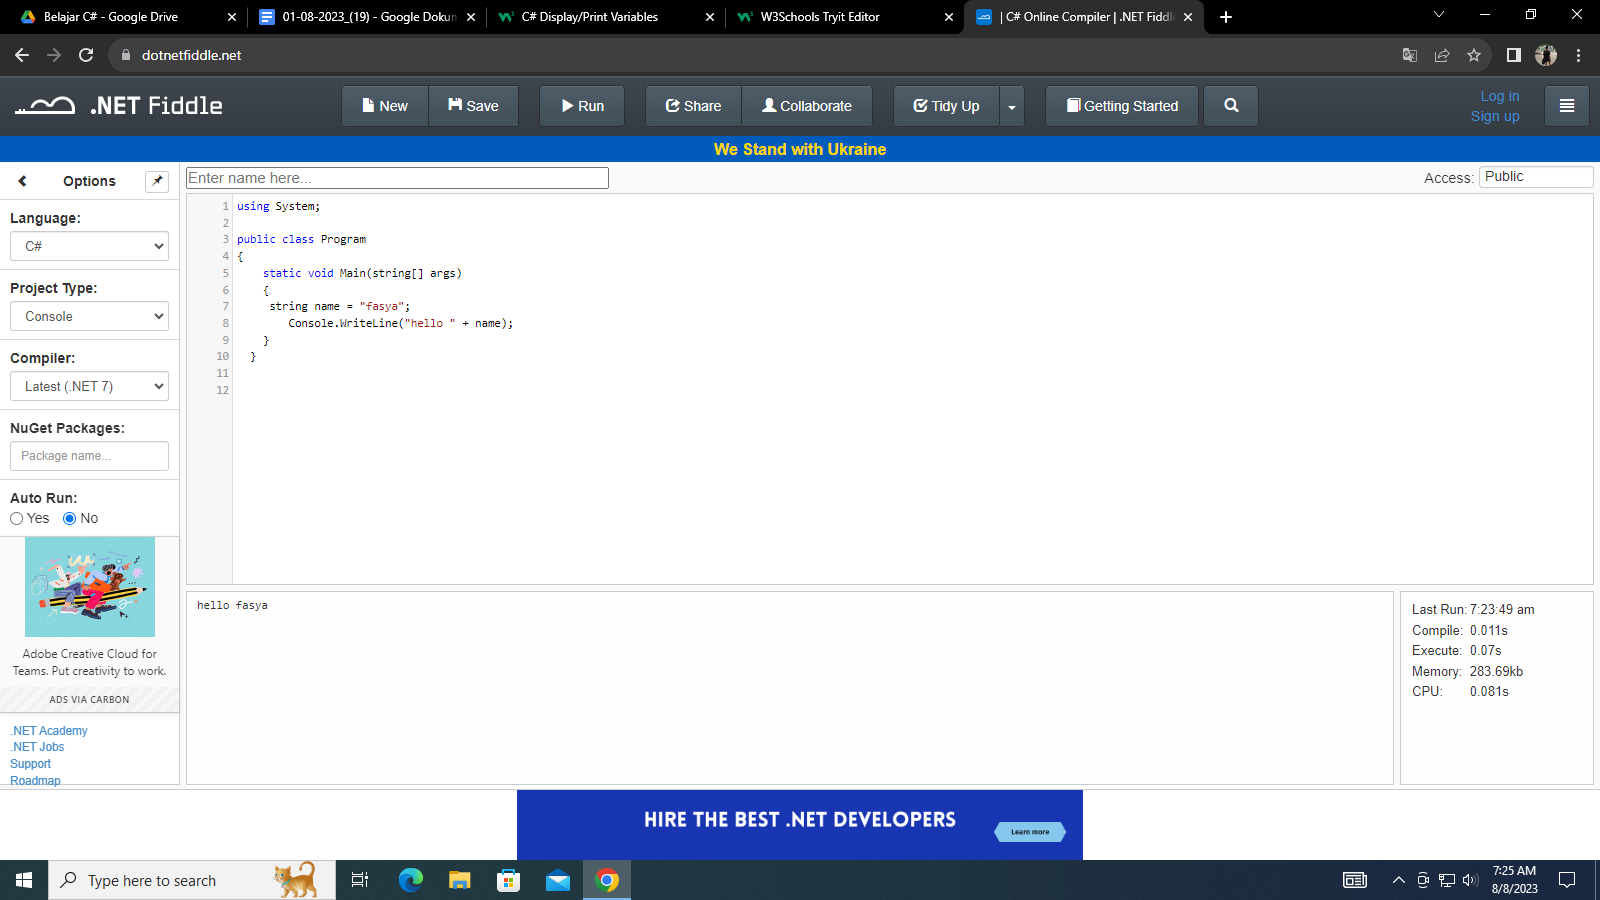 Belajar C# - Google Drive
01-08-2023_(19) - Google Dokun
C# Display/Print Variables
W3Schools Tryit Editor
| C# Online Compiler | .NET Fiddl
dotnetfiddle.net
.NET Fiddle
New
Save
Run
Share
Collaborate
Tidy Up
Getting Started
Log in
Sign up
We Stand with Ukraine
Options
Enter name here...
Access: Public
Language:
C#
Project Type:
Console
Compiler:
Latest (.NET 7)
NuGet Packages:
Package name...
Auto Run:
Yes No
Adobe Creative Cloud for
Teams. Put creativity to work.
ADS VIA CARBON
.NET Academy
.NET Jobs
Support
Roadmap
1 using System;
2
3 public class Program
4 {
5 static void Main(string[] args)
6 {
7 string name = "fasya";
8 Console.WriteLine("hello " + name);
9 }
10 }
11
12
hello fasya
Last Run: 7:23:49 am
Compile: 0.011s
Execute: 0.07s
Memory: 283.69kb
CPU: 0.081s
HIRE THE BEST .NET DEVELOPERS
Learn more
Type here to search
7:25 AM
8/8/2023